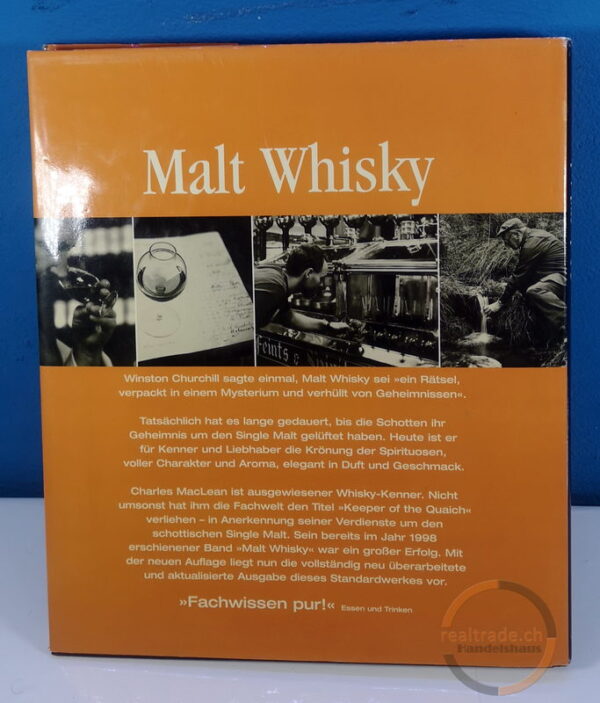 Malt Whisky
Feints &
Winston Churchill sagte einmal, Malt Whisky sei »ein Rätsel,
verpackt in einem Mysterium und verhüllt von Geheimnissen«.
Tatsächlich hat es lange gedauert, bis die Schotten ihr
Geheimnis um den Single Malt gelüftet haben. Heute ist er
für Kenner und Liebhaber die Krönung der Spirituosen,
voller Charakter und Aroma, elegant in Duft und Geschmack.
Charles MacLean ist ausgewiesener Whisky-Kenner. Nicht
umsonst hat ihm die Fachwelt den Titel »Keeper of the Quaich«
verliehen – in Anerkennung seiner Verdienste um den
schottischen Single Malt. Sein bereits im Jahr 1998
erschienener Band »Malt Whisky« war ein großer Erfolg. Mit
der neuen Auflage liegt nun die vollständig neu überarbeitete
und aktualisierte Ausgabe dieses Standardwerkes vor.
»Fachwissen pur!« Essen und Trinken
realtrade.ch
Handelshaus